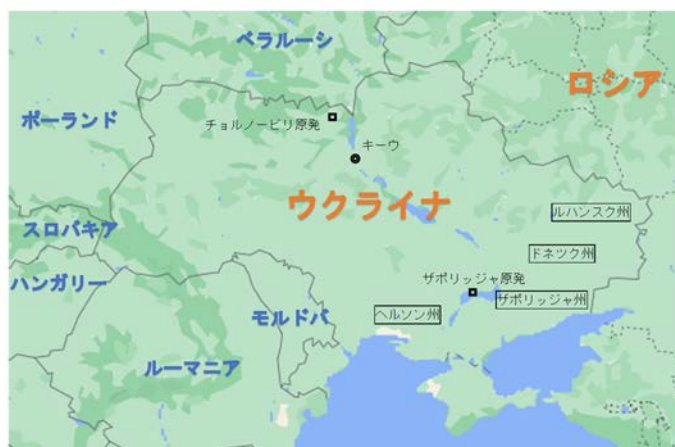 ベラルーシ
ロシア
ポーランド
チョルノービリ原発
キーウ
ウクライナ
ルハンスク州
スロバキア
ドネツク州
ハンガリー
ザポリッジャ原発
ザポリッジャ州
モルドバ
ヘルソン州
ルーマニア